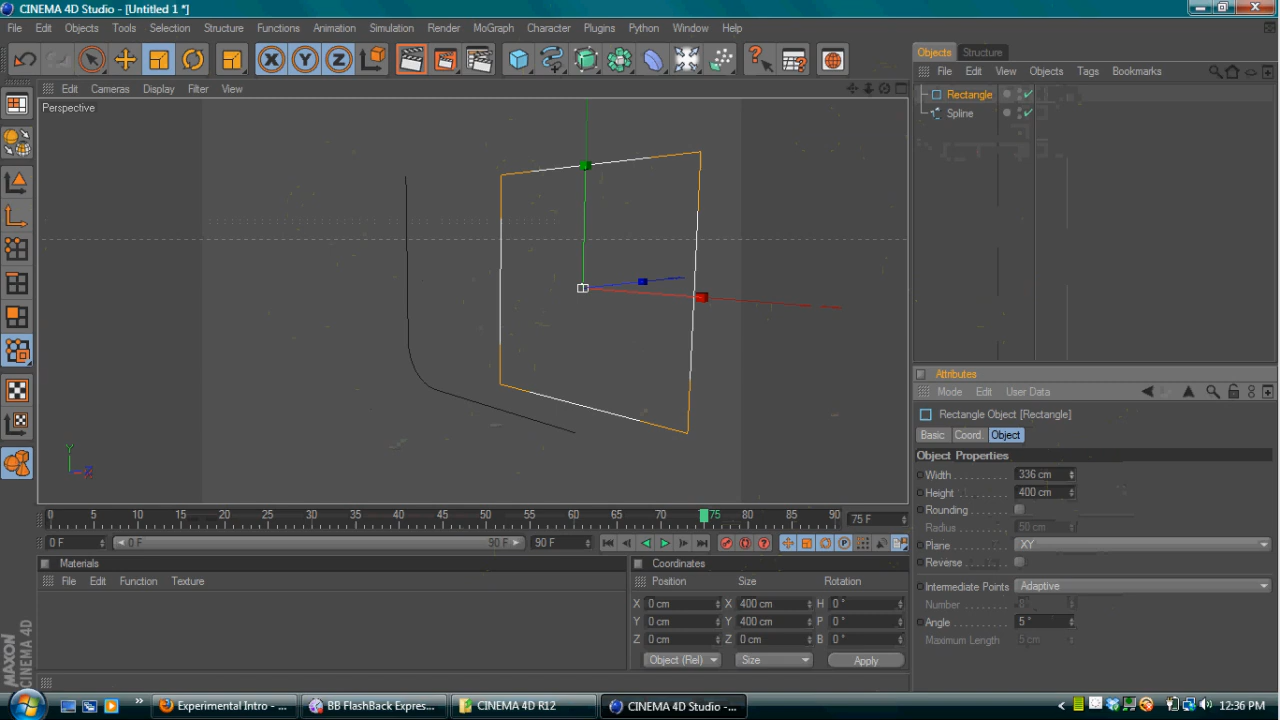 CINEMA 4D Studio - [Untitled 1 *]
File Edit Objects Tools Selection Structure Functions Animation Simulation Render MoGraph Character Plugins Python Window Help
Edit Cameras Display Filter View
Perspective
Y
Z
0 5 10 15 20 25 30 35 40 45 50 55 60 65 70 75 80 85 90 75 F
0 F 0 F 90 F 90 F
Materials
File Edit Function Texture
Coordinates
Position Size Rotation
X 0 cm X 400 cm H 0 °
Y 0 cm Y 400 cm P 0 °
Z 0 cm Z 0 cm B 0 °
Object (Rel) Size Apply
Objects Structure
File Edit View Objects Tags Bookmarks
Rectangle
Spline
Attributes
Mode Edit User Data
Rectangle Object [Rectangle]
Basic Coord. Object
Object Properties
Width 336 cm
Height 400 cm
Rounding
Radius 50 cm
Plane XY
Reverse
Intermediate Points Adaptive
Number 8
Angle 5 °
Maximum Length 5 cm
MAXON
CINEMA 4D
Experimental Intro - ... BB FlashBack Expres... CINEMA 4D R12 CINEMA 4D Studio -... 12:36 PM